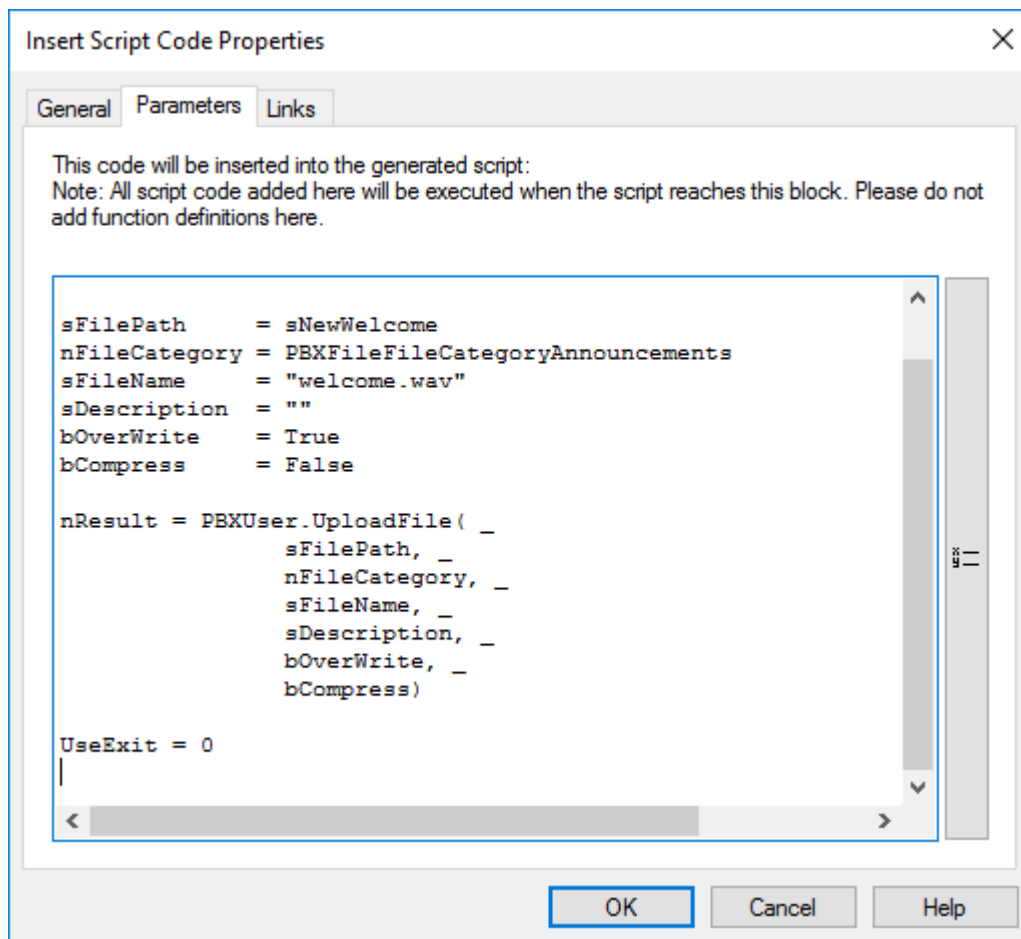 Insert Script Code Properties
General Parameters Links
This code will be inserted into the generated script:
Note: All script code added here will be executed when the script reaches this block. Please do not
add function definitions here.
sFilePath     = sNewWelcome
nFileCategory = PBXFileFileCategoryAnnouncements
sFileName     = "welcome.wav"
sDescription  = ""
bOverWrite    = True
bCompress     = False
nResult = PBXUser.UploadFile( _
                sFilePath, _
                nFileCategory, _
                sFileName, _
                sDescription, _
                bOverWrite, _
                bCompress)
UseExit = 0
OK Cancel Help